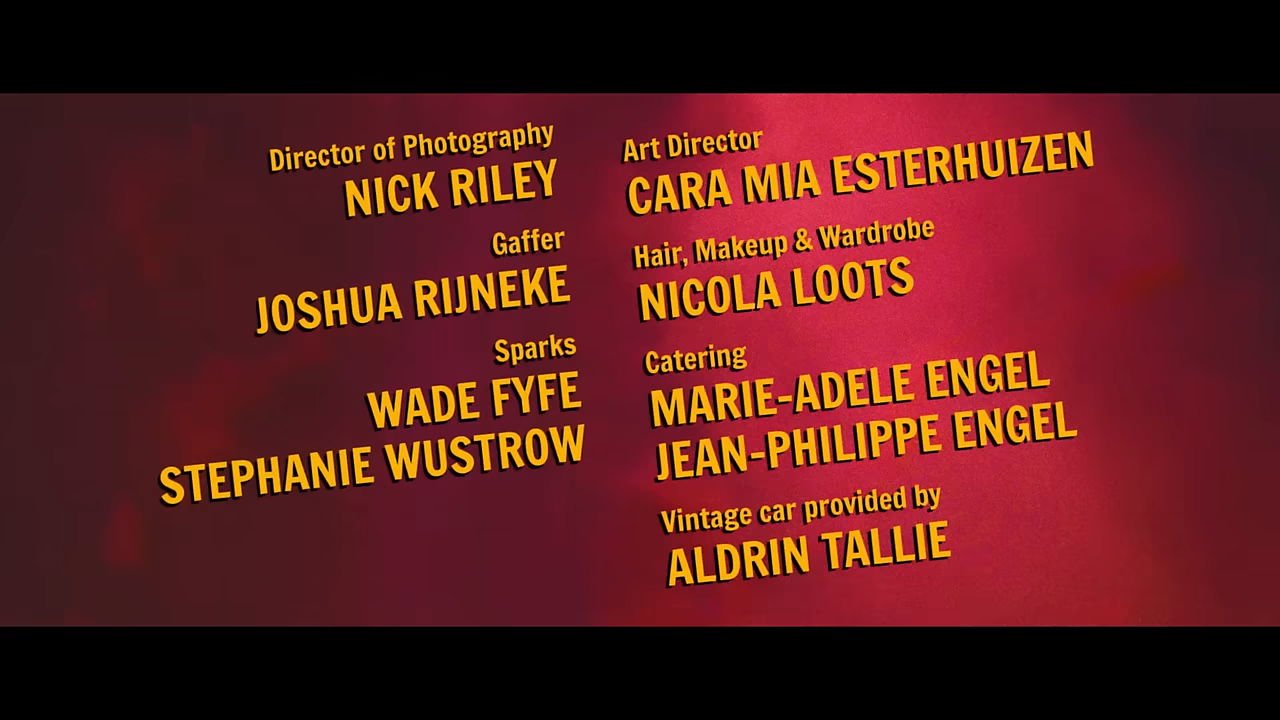 Director of Photography
NICK RILEY
Gaffer
JOSHUA RIJNEKE
Sparks
WADE FYFE
STEPHANIE WUSTROW
Art Director
CARA MIA ESTERHUIZEN
Hair, Makeup & Wardrobe
NICOLA LOOTS
Catering
MARIE-ADELE ENGEL
JEAN-PHILIPPE ENGEL
Vintage car provided by
ALDRIN TALLIE